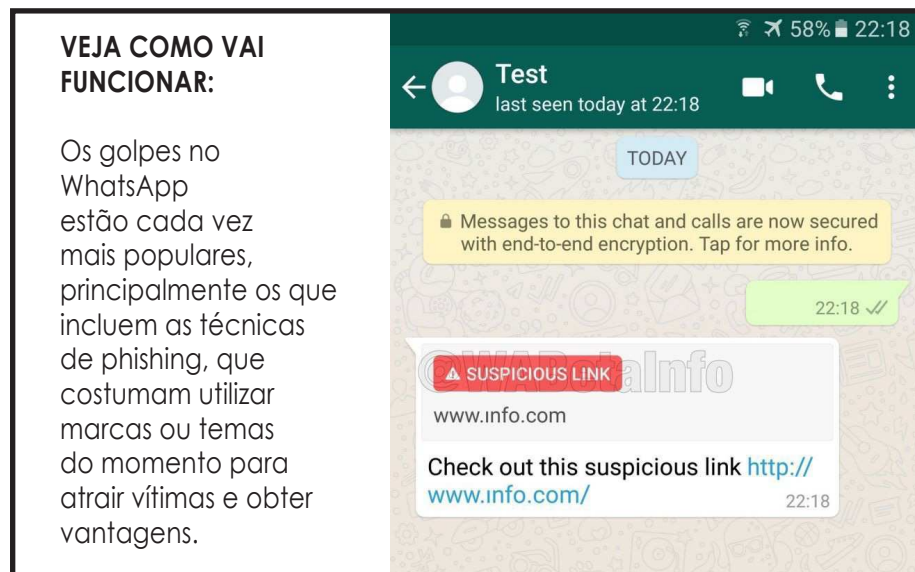 VEJA COMO VAI
FUNCIONAR:
Os golpes no
WhatsApp
estão cada vez
mais populares,
principalmente os que
incluem as técnicas
de phishing, que
costumam utilizar
marcas ou temas
do momento para
atrair vítimas e obter
vantagens.
58% 22:18
Test
last seen today at 22:18
TODAY
Messages to this chat and calls are now secured
with end-to-end encryption. Tap for more info.
22:18
@WABetaInfo
SUSPICIOUS LINK
www.ınfo.com
Check out this suspicious link http://
www.ınfo.com/
22:18